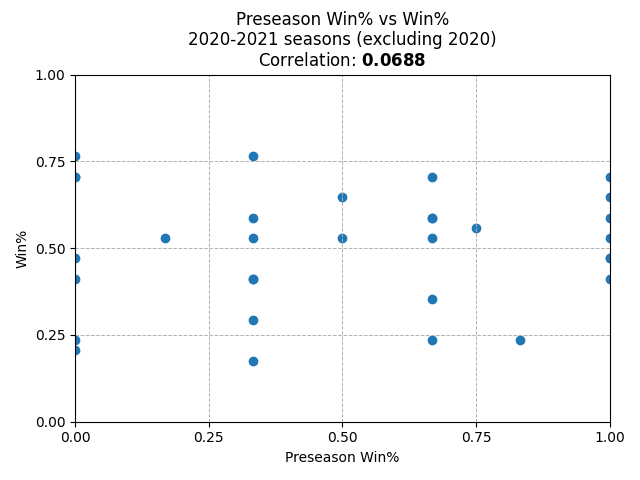 Preseason Win% vs Win%
2020-2021 seasons (excluding 2020)
Correlation: 0.0688
1.00
0.75
0.50
0.25
0.00
Win%
0.00 0.25 0.50 0.75 1.00
Preseason Win%